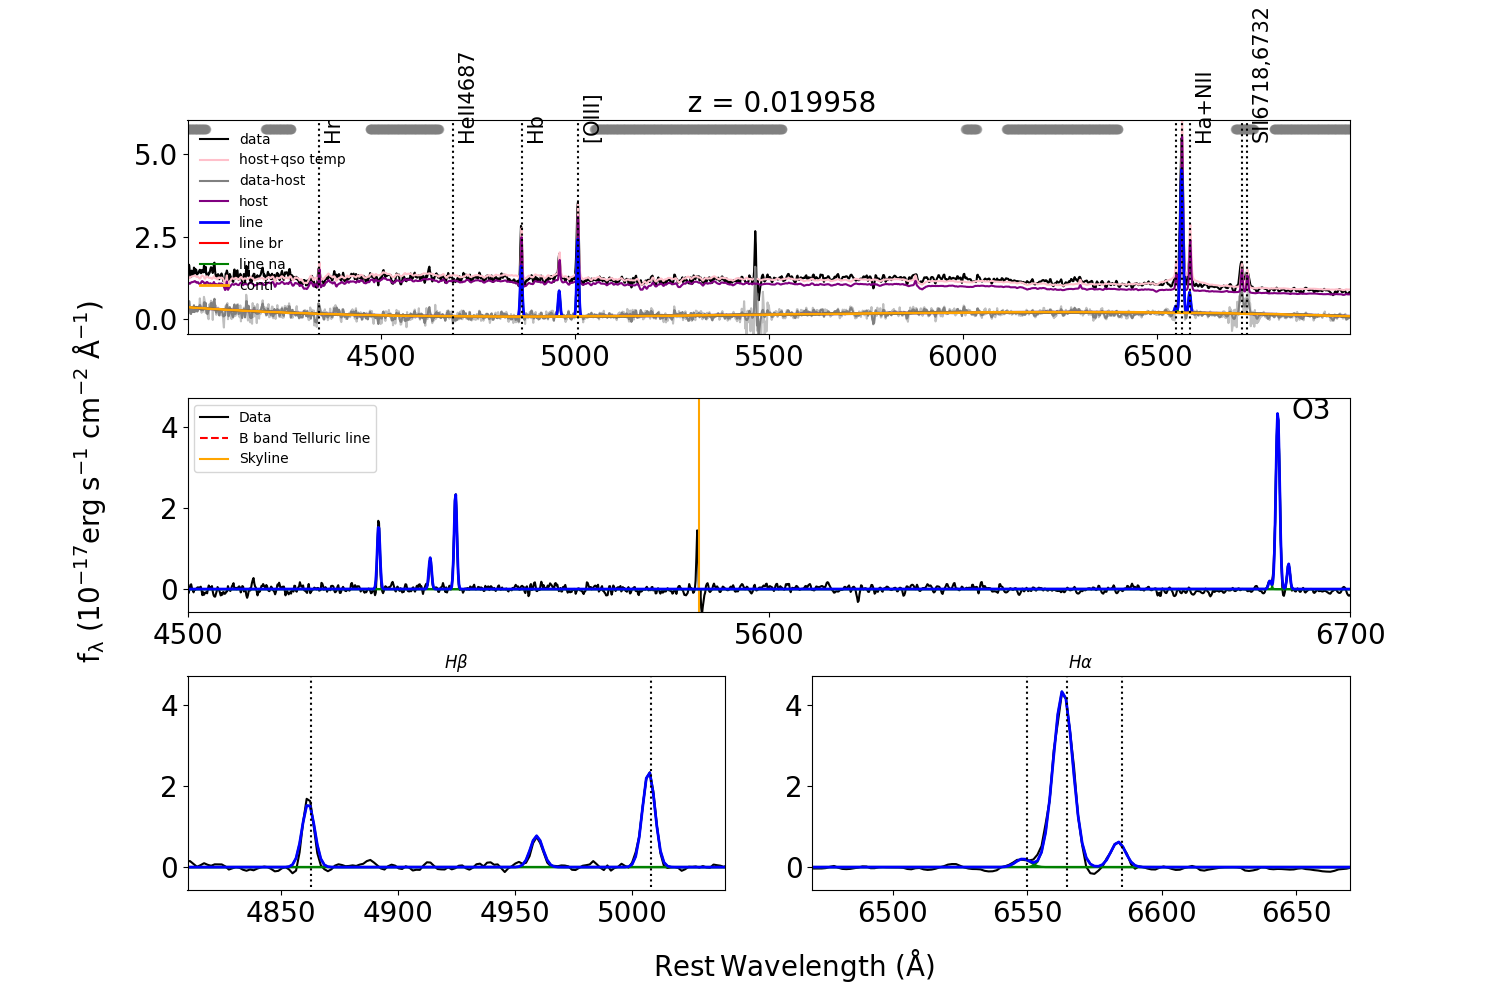 z = 0.019958
Hr
HeII4687
Hb
[OIII]
Ha+NII
SII6718,6732
data
host+qso temp
data-host
host
line
line br
line na
conti
5.0
2.5
0.0
4500 5000 5500 6000 6500
fλ (10⁻¹⁷erg s⁻¹ cm⁻² Å⁻¹)
Data
B band Telluric line
Skyline
O3
4
2
0
4500 5600 6700
Hβ
4
2
0
4850 4900 4950 5000
Hα
4
2
0
6500 6550 6600 6650
Rest Wavelength (Å)